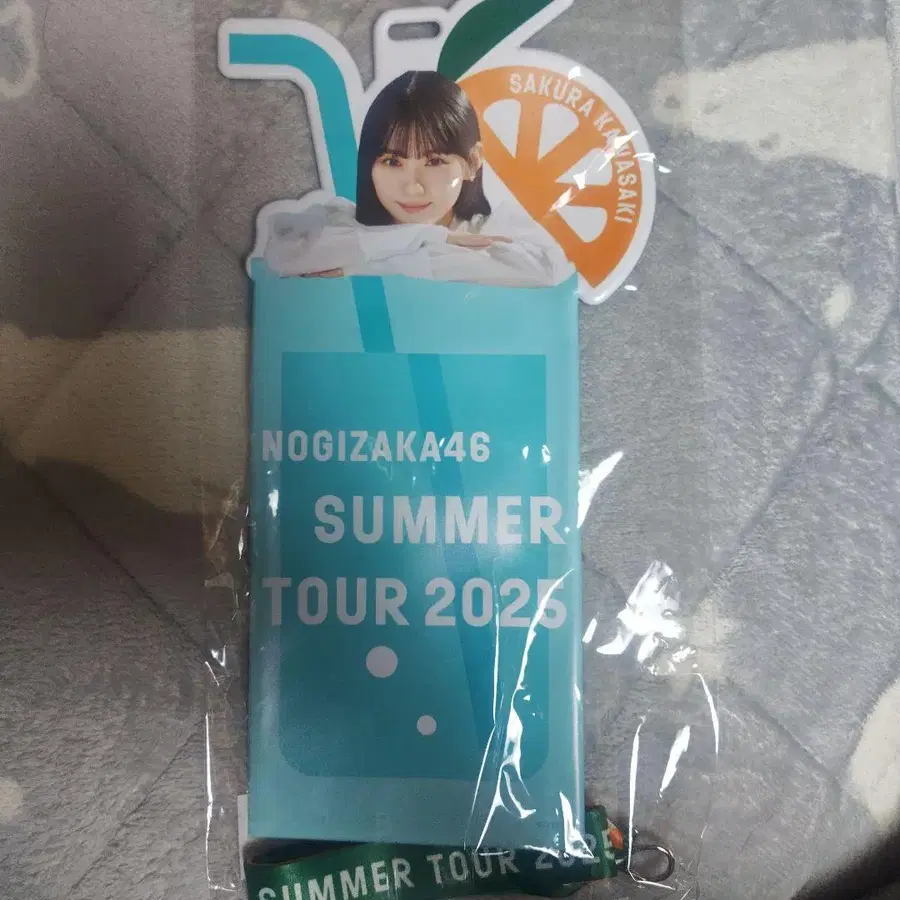 SAKURA KAWASAKI
NOGIZAKA46
SUMMER
TOUR 2025
SUMMER TOUR 2025